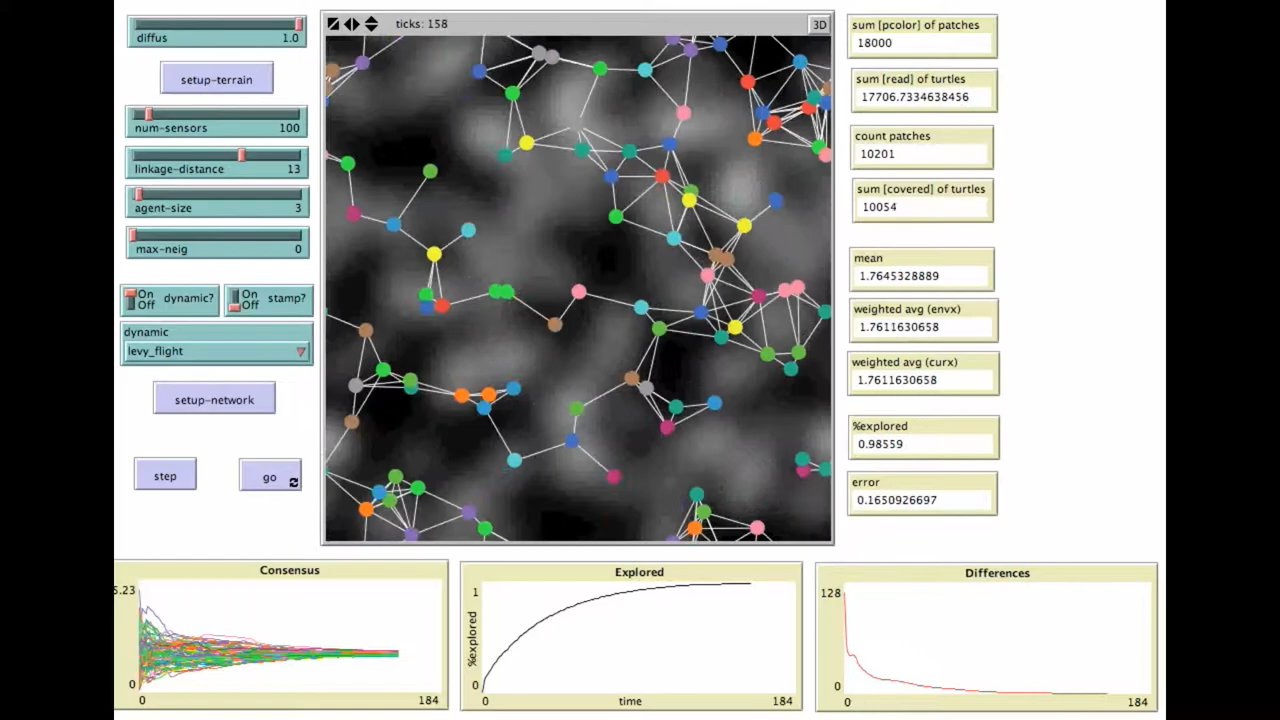 diffus 1.0
setup-terrain
num-sensors 100
linkage-distance 13
agent-size 3
max-neig 0
On
Off
dynamic?
On
Off
stamp?
dynamic
levy_flight
setup-network
step
go
ticks: 158
3D
sum [pcolor] of patches
18000
sum [read] of turtles
17706.7334638456
count patches
10201
sum [covered] of turtles
10054
mean
1.7645328889
weighted avg (envx)
1.7611630658
weighted avg (curx)
1.7611630658
%explored
0.98559
error
0.1650926697
Consensus
5.23
0
0 184
Explored
1
%explored
0
0 time 184
Differences
128
0
0 184